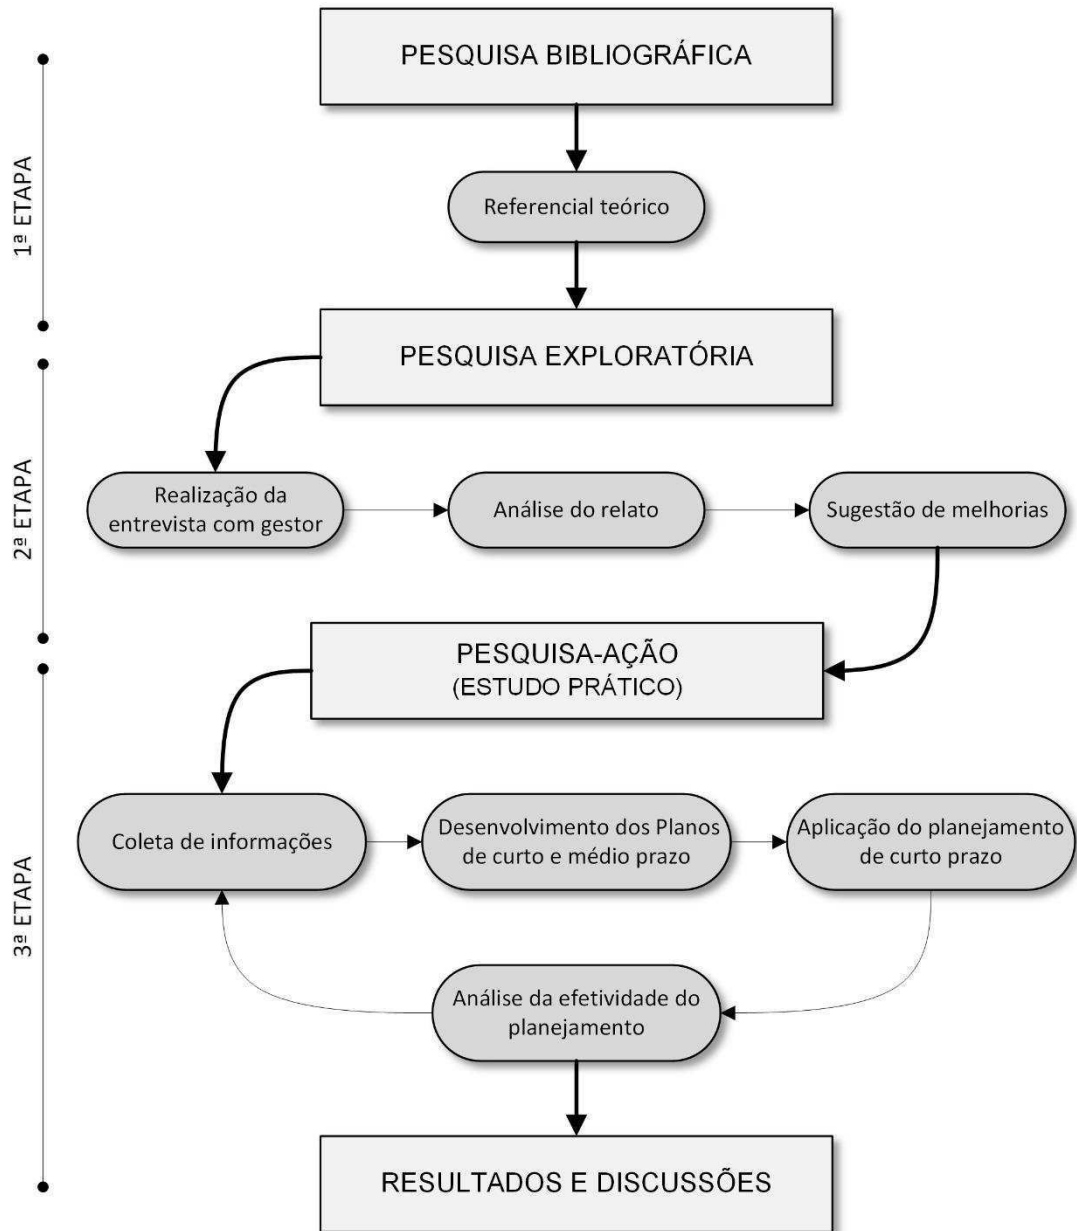 PESQUISA BIBLIOGRÁFICA
1ª ETAPA
Referencial teórico
PESQUISA EXPLORATÓRIA
2ª ETAPA
Realização da
entrevista com gestor
Análise do relato
Sugestão de melhorias
PESQUISA-AÇÃO
(ESTUDO PRÁTICO)
3ª ETAPA
Coleta de informações
Desenvolvimento dos Planos
de curto e médio prazo
Aplicação do planejamento
de curto prazo
Análise da efetividade do
planejamento
RESULTADOS E DISCUSSÕES